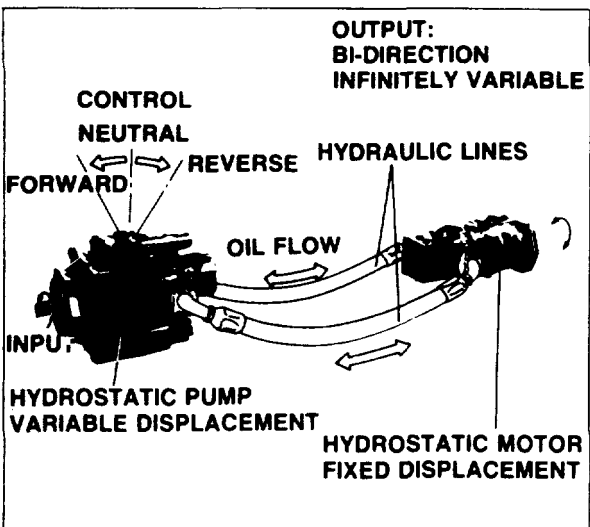 OUTPUT:
BI-DIRECTION
INFINITELY VARIABLE
CONTROL
NEUTRAL
FORWARD
REVERSE
HYDRAULIC LINES
OIL FLOW
INPUT
HYDROSTATIC PUMP
VARIABLE DISPLACEMENT
HYDROSTATIC MOTOR
FIXED DISPLACEMENT